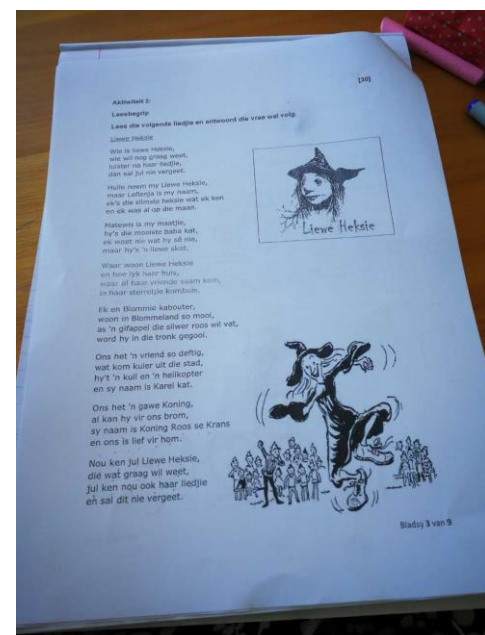 [30]
Aktiwiteit 2:
Leesbegrip
Lees die volgende liedjie en antwoord die vrae wat volg.
Liewe Heksie
Wie is liewe Heksie,
wie wil nog graag weet,
luister na haar liedjie,
dan sal jul nie vergeet.
Hulle noem my Liewe Heksie,
maar Lefienja is my naam,
ek's die slimste heksie wat ek ken
en ek was al op die maan.
Matewis is my maatjie,
hy's die mooiste baba kat,
ek weet nie wat hy sê nie,
maar hy's 'n liewe skat.
Waar woon Liewe Heksie
en hoe lyk haar huis,
waar al haar vriende saam kom,
in haar kombuis.
Ek en Blommie kabouter,
woon in Blommeland so mooi,
as 'n gifappel die silwer roos wil vat,
word hy in die tronk gegooi.
Ons het 'n vriend so deftig,
wat kom kuier uit die stad,
hy't 'n kuif en 'n helikopter
en sy naam is Karel kat.
Ons het 'n gawe Koning,
al kan hy vir ons brom,
sy naam is Koning Roos se Krans
en ons is lief vir hom.
Nou ken jul Liewe Heksie,
dié wat graag wil weet,
jul ken nou ook haar liedjie
en sal dit nie vergeet.
Liewe Heksie
Bladsy 3 van 9